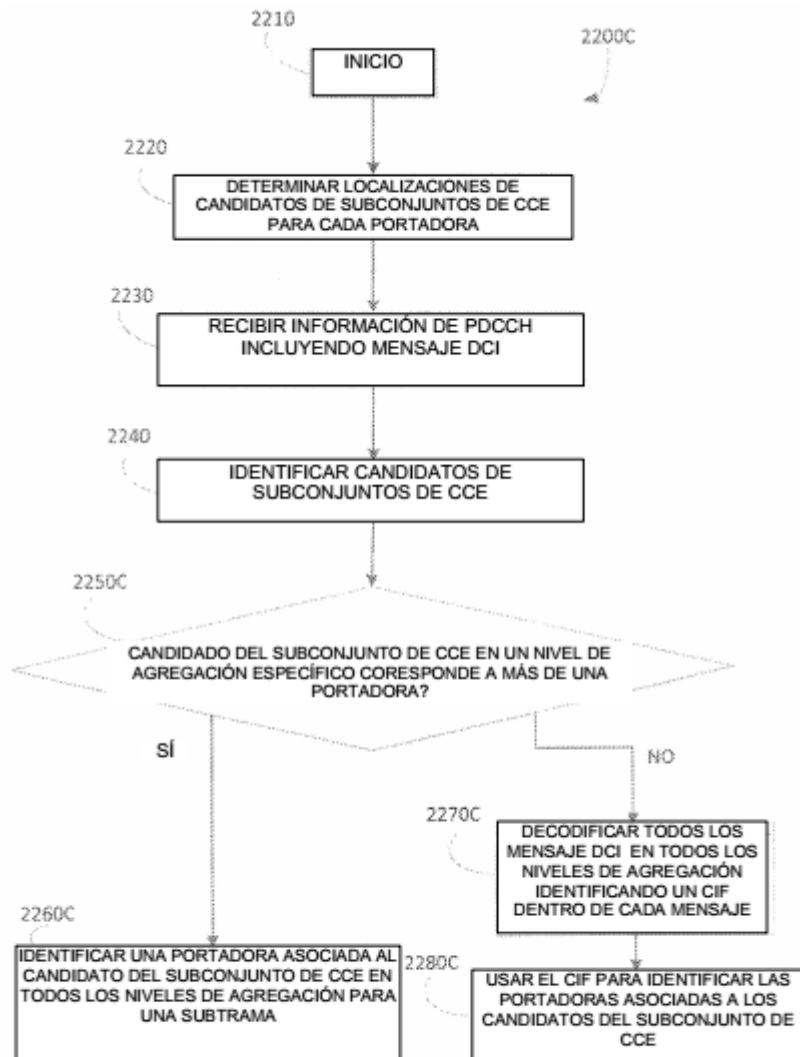 2210
INICIO
2200C
2220
DETERMINAR LOCALIZACIONES DE
CANDIDATOS DE SUBCONJUNTOS DE CCE
PARA CADA PORTADORA
2230
RECIBIR INFORMACIÓN DE PDCCH
INCLUYENDO MENSAJE DCI
2240
IDENTIFICAR CANDIDATOS DE
SUBCONJUNTOS DE CCE
2250C
CANDIDADO DEL SUBCONJUNTO DE CCE EN UN NIVEL DE
AGREGACIÓN ESPECÍFICO CORESPONDE A MÁS DE UNA
PORTADORA?
SÍ
NO
2270C
DECODIFICAR TODOS LOS
MENSAJE DCI EN TODOS LOS
NIVELES DE AGREGACIÓN
IDENTIFICANDO UN CIF
DENTRO DE CADA MENSAJE
2260C
IDENTIFICAR UNA PORTADORA ASOCIADA AL
CANDIDATO DEL SUBCONJUNTO DE CCE EN
TODOS LOS NIVELES DE AGREGACIÓN PARA
UNA SUBTRAMA
2280C
USAR EL CIF PARA IDENTIFICAR LAS
PORTADORAS ASOCIADAS A LOS
CANDIDATOS DEL SUBCONJUNTO DE
CCE